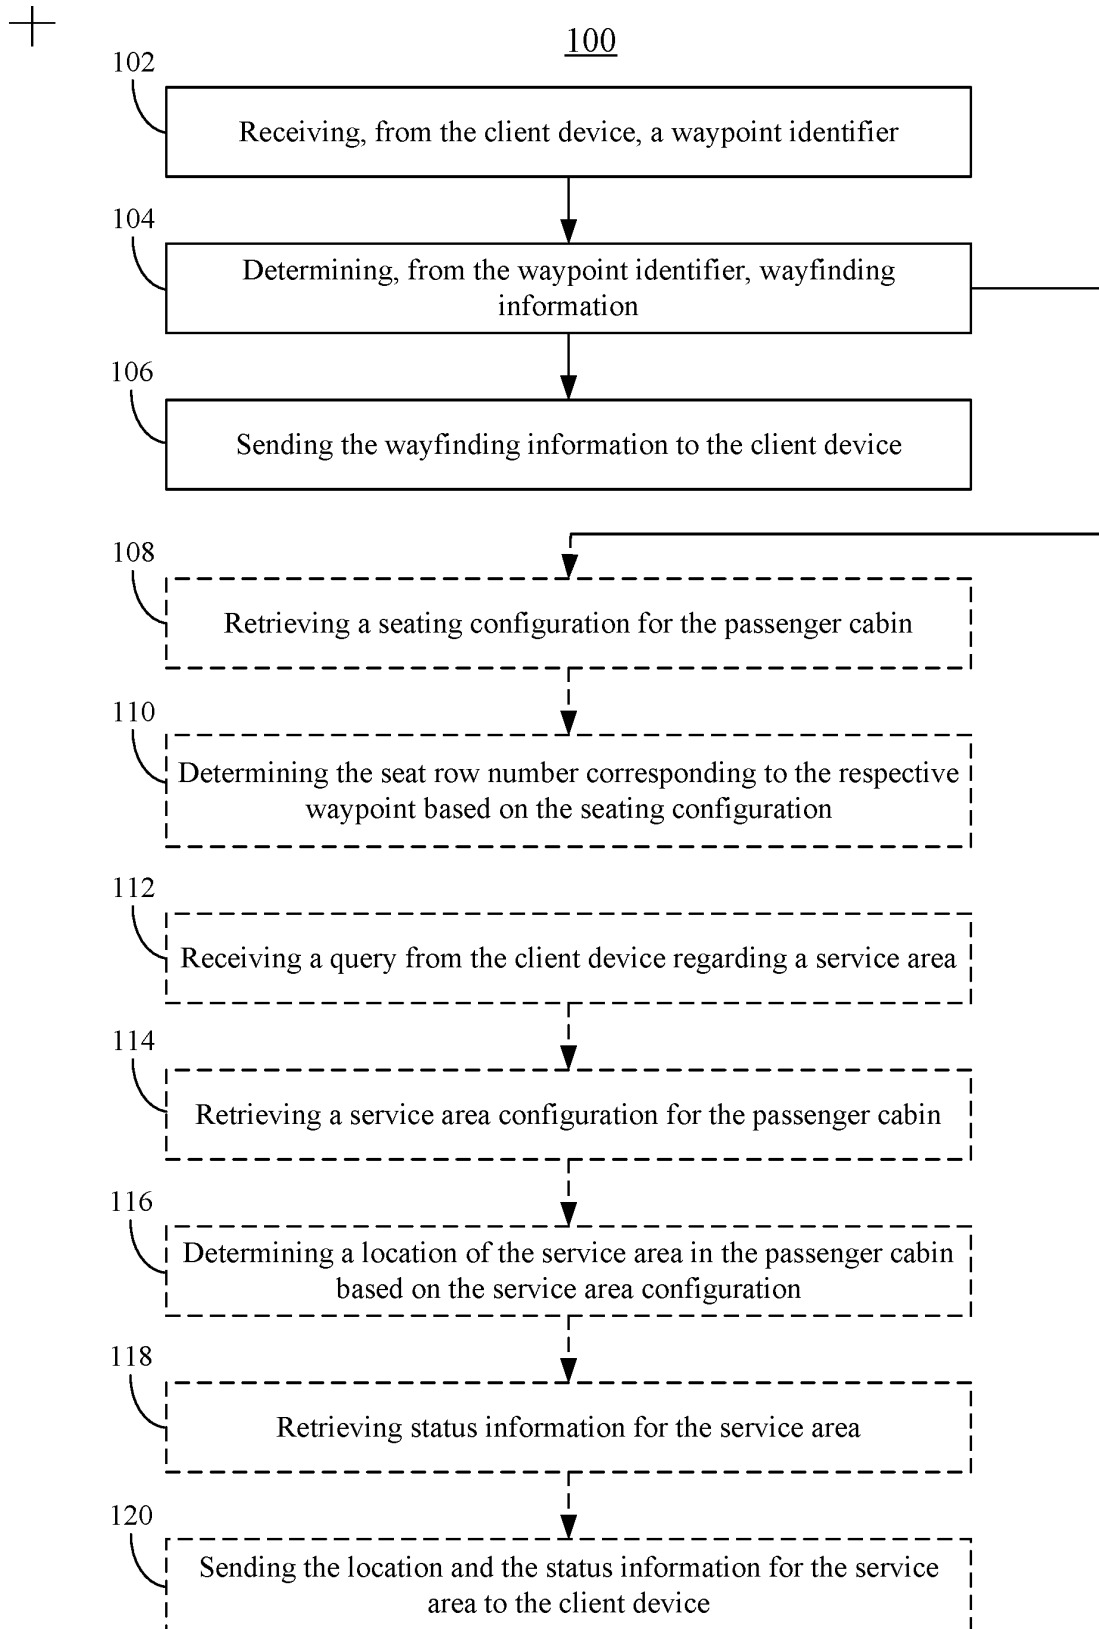 100
102
Receiving, from the client device, a waypoint identifier
104
Determining, from the waypoint identifier, wayfinding
information
106
Sending the wayfinding information to the client device
108
Retrieving a seating configuration for the passenger cabin
110
Determining the seat row number corresponding to the respective
waypoint based on the seating configuration
112
Receiving a query from the client device regarding a service area
114
Retrieving a service area configuration for the passenger cabin
116
Determining a location of the service area in the passenger cabin
based on the service area configuration
118
Retrieving status information for the service area
120
Sending the location and the status information for the service
area to the client device